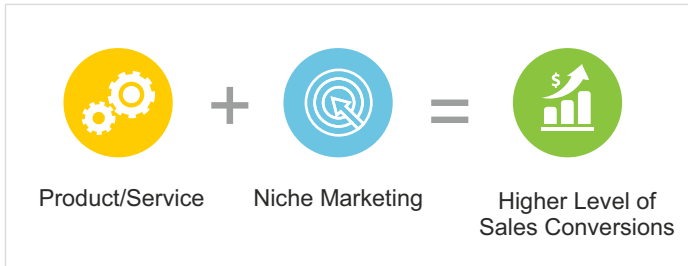 $
+ =
Product/Service Niche Marketing Higher Level of
Sales Conversions